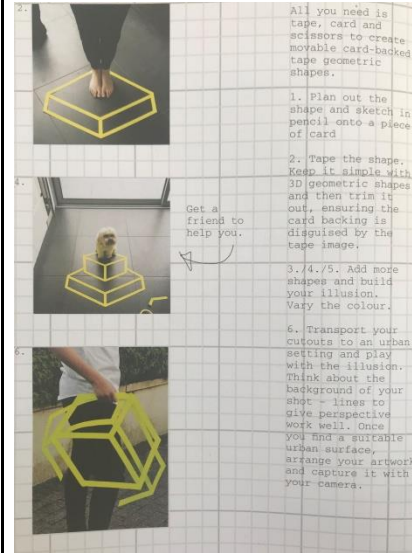 2.
4.
Get a
friend to
help you.
6.
All you need is
tape, card and
scissors to create
movable card-backed
tape geometric
shapes.
1. Plan out the
shape and sketch in
pencil onto a piece
of card
2. Tape the shape.
Keep it simple with
3D geometric shapes
and then trim it
out, ensuring the
card backing is
disguised by the
tape image.
3./4./5. Add more
shapes and build
your illusion.
Vary the colour.
6. Transport your
cutouts to an urban
setting and play
with the illusion.
Think about the
background of your
shot - lines to
give perspective
work well. Once
you find a suitable
urban surface,
arrange your artwork
and capture it with
your camera.